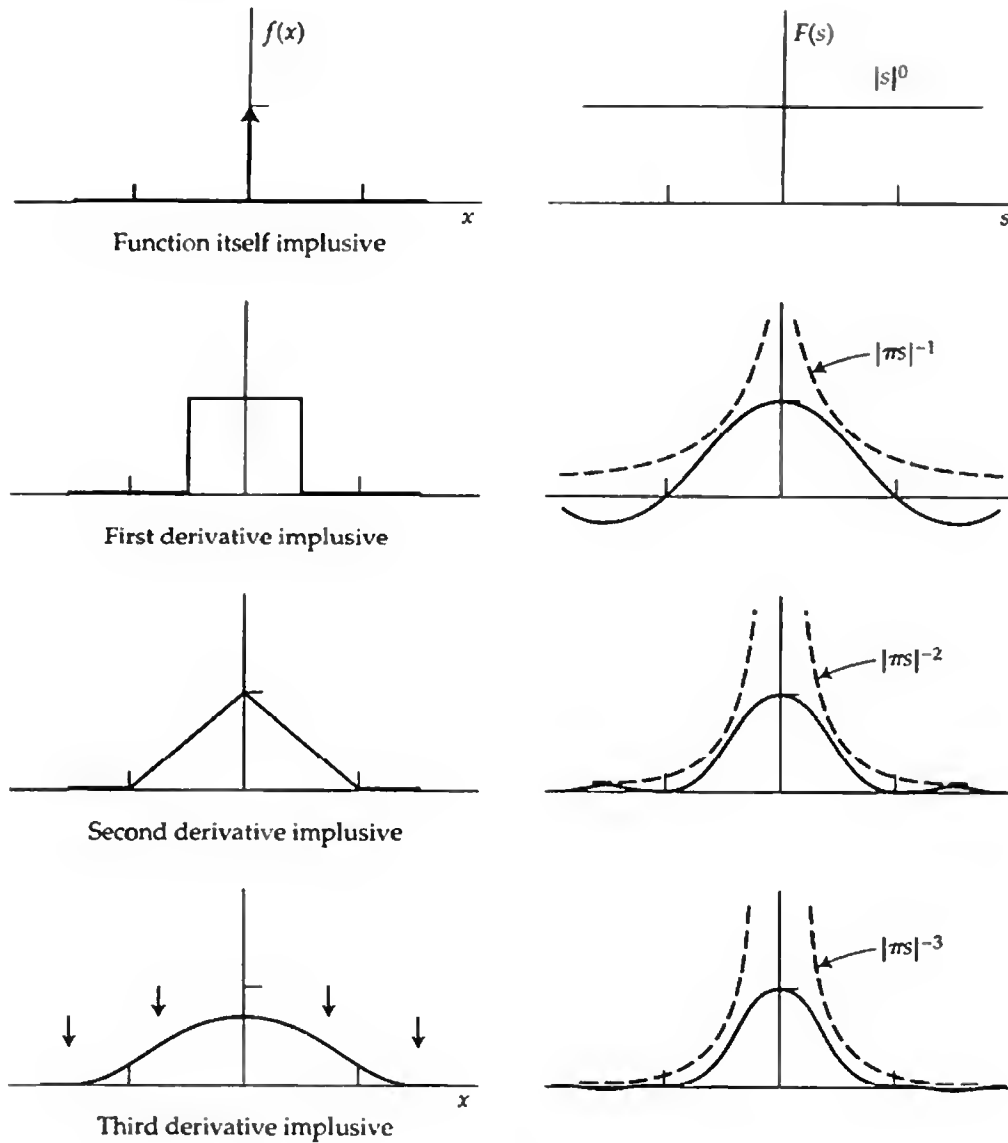 f(x)
F(s)
|s|⁰
x
s
Function itself implusive
|πs|⁻¹
First derivative implusive
|πs|⁻²
Second derivative implusive
|πs|⁻³
x
Third derivative implusive